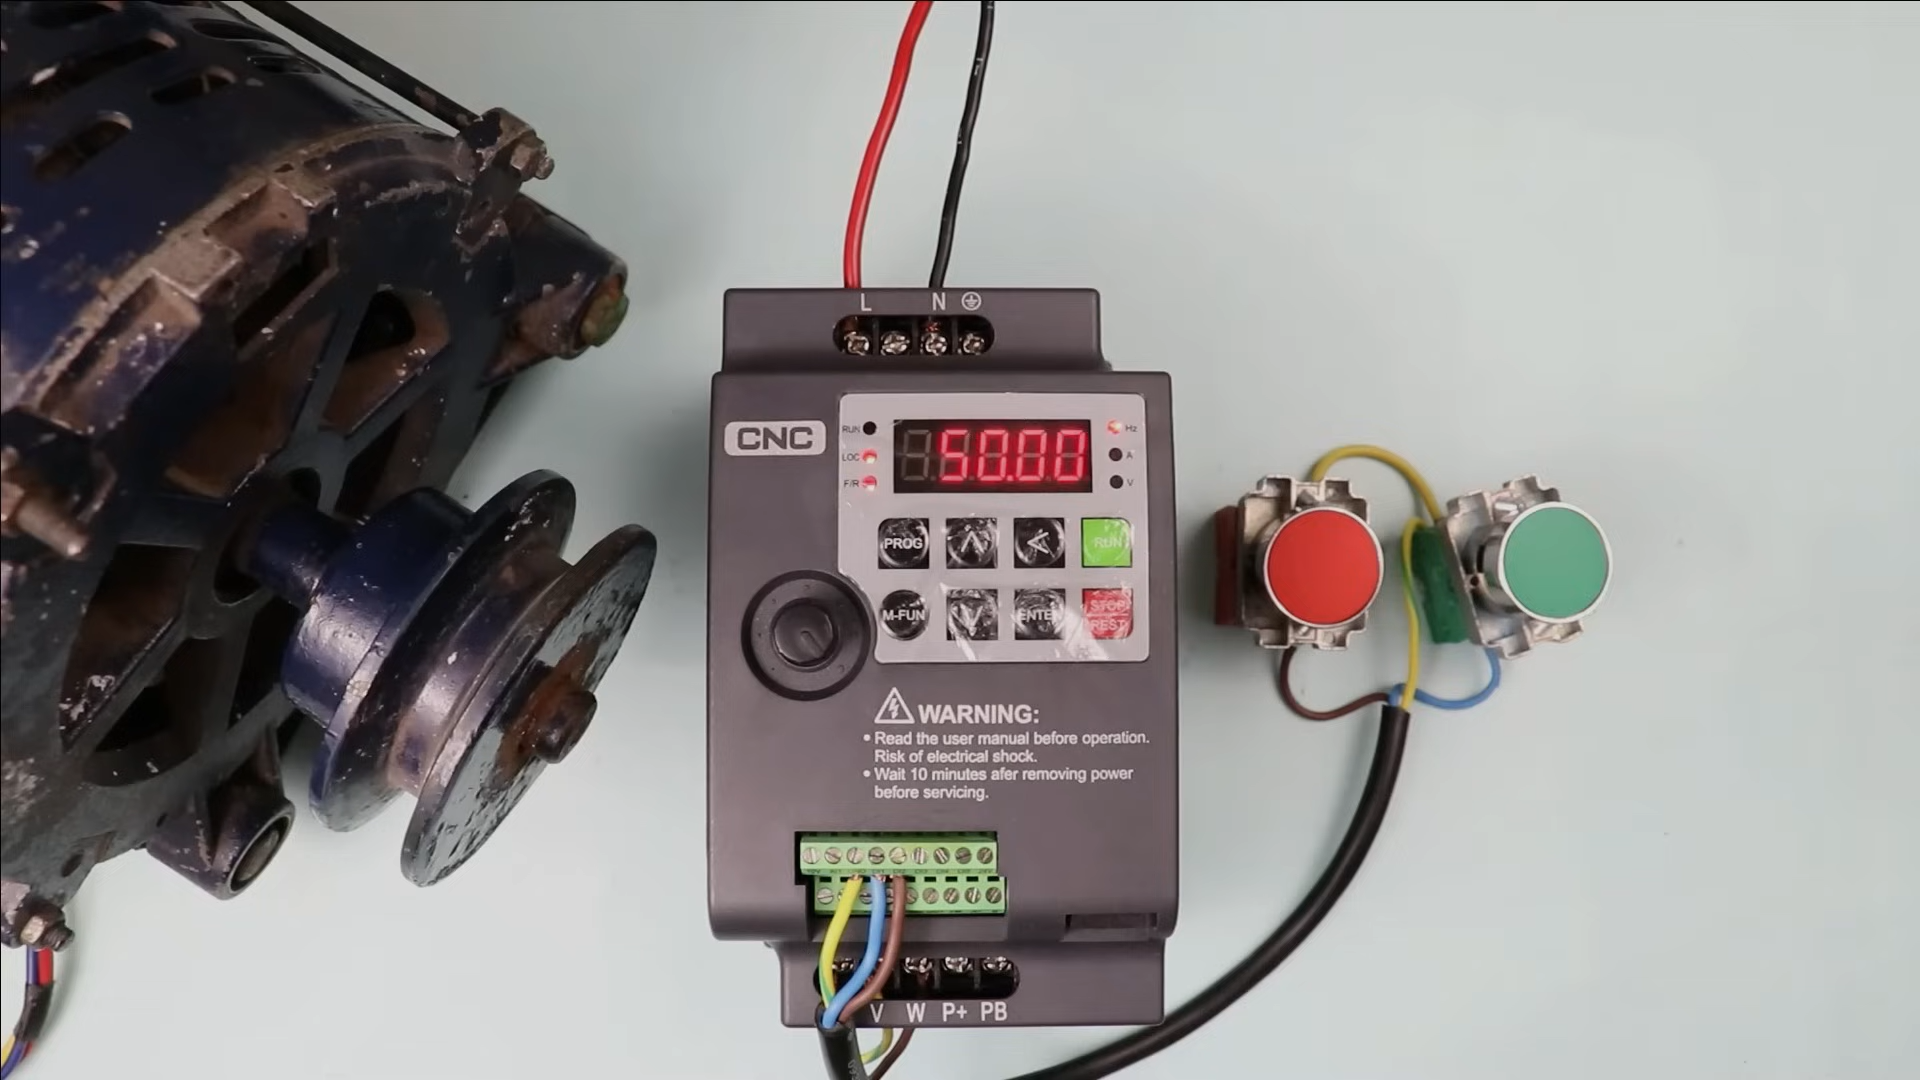 L N
CNC
RUN
LOC
F/R
50.00
Hz
A
V
PROG
RUN
M-FUN
ENTER
STOP
REST
WARNING:
• Read the user manual before operation.
Risk of electrical shock.
• Wait 10 minutes afer removing power
before servicing.
V W P+ PB